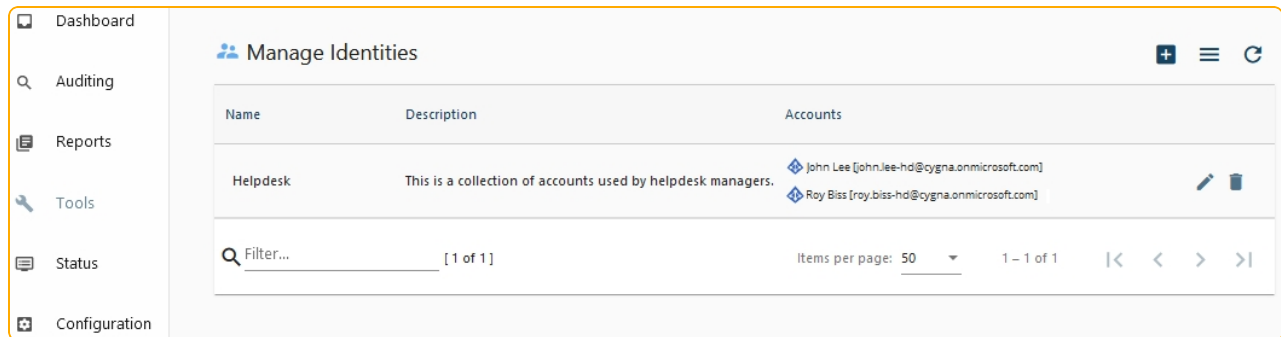 Dashboard
Auditing
Reports
Tools
Status
Configuration
Manage Identities
Name Description Accounts
Helpdesk This is a collection of accounts used by helpdesk managers. John Lee [john.lee-hd@cygna.onmicrosoft.com]
Roy Biss [roy.biss-hd@cygna.onmicrosoft.com]
Filter... [ 1 of 1 ] Items per page: 50 1 – 1 of 1